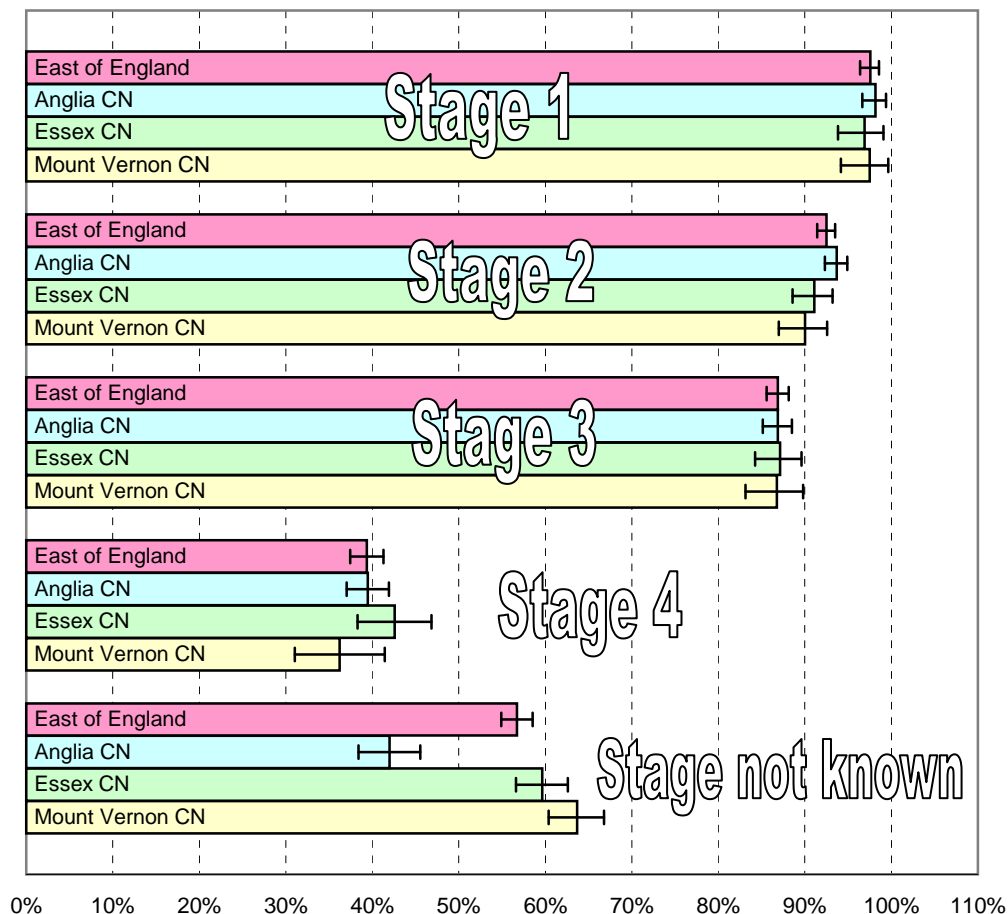 East of England
Anglia CN
Essex CN
Mount Vernon CN
Stage 1
East of England
Anglia CN
Essex CN
Mount Vernon CN
Stage 2
East of England
Anglia CN
Essex CN
Mount Vernon CN
Stage 3
East of England
Anglia CN
Essex CN
Mount Vernon CN
Stage 4
East of England
Anglia CN
Essex CN
Mount Vernon CN
Stage not known
0% 10% 20% 30% 40% 50% 60% 70% 80% 90% 100% 110%